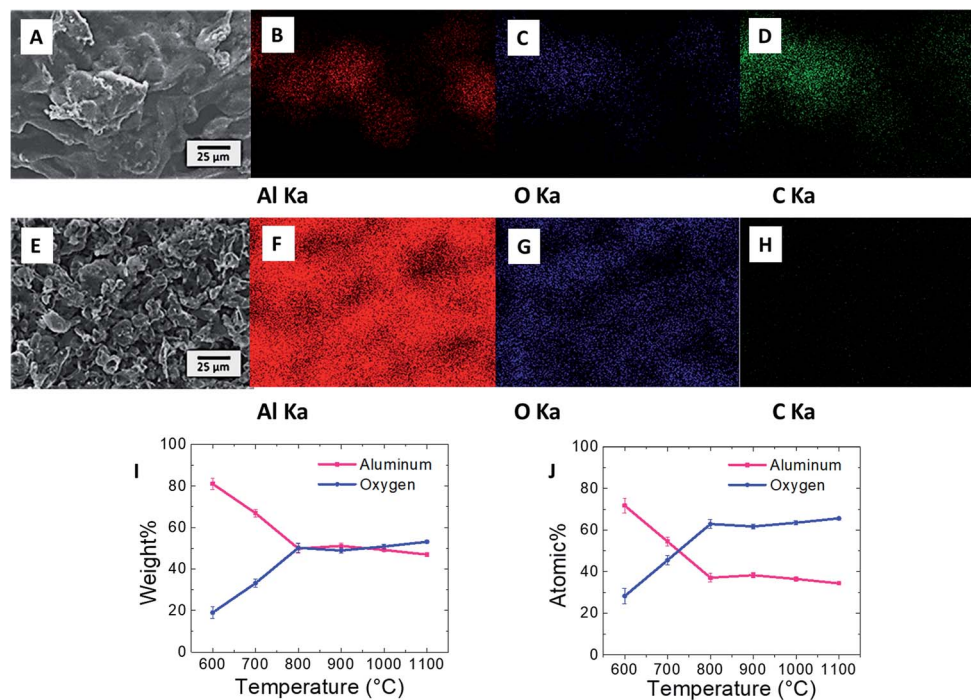 A
B
C
D
25 µm
Al Ka
O Ka
C Ka
E
F
G
H
25 µm
Al Ka
O Ka
C Ka
I
100
80
60
40
20
0
Weight%
Aluminum
Oxygen
600 700 800 900 1000 1100
Temperature (°C)
J
100
80
60
40
20
0
Atomic%
Aluminum
Oxygen
600 700 800 900 1000 1100
Temperature (°C)